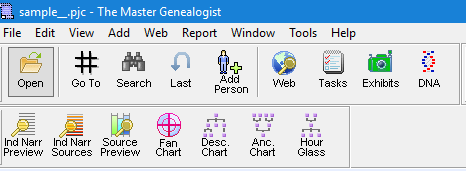 sample__.pjc - The Master Genealogist
File Edit View Add Web Report Window Tools Help
Open Go To Search Last Add Person Web Tasks Exhibits DNA
Ind Narr Preview Ind Narr Sources Source Preview Fan Chart Desc. Chart Anc. Chart Hour Glass